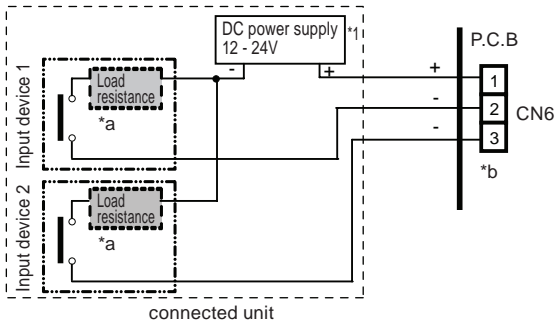 DC power supply *1
12 - 24V
P.C.B
- + +
Input device 1
Load
resistance
*a
1
-
2
CN6
-
3
*b
Input device 2
Load
resistance
*a
connected unit